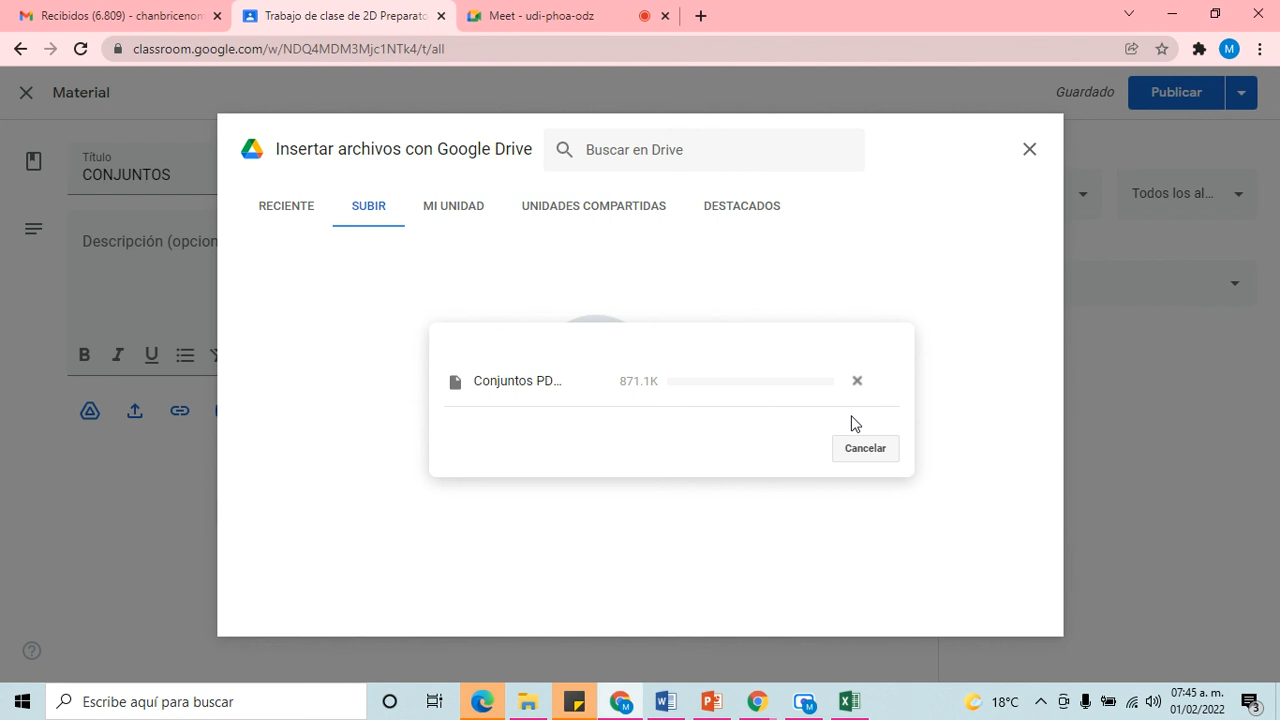 Recibidos (6.809) - chanbricenom
Trabajo de clase de 2D Preparato
Meet - udi-phoa-odz
classroom.google.com/w/NDQ4MDM3Mjc1NTk4/t/all
M
Material
Guardado
Publicar
Título
CONJUNTOS
Descripción (opcion
B I U
Todos los al...
Insertar archivos con Google Drive
Buscar en Drive
RECIENTE
SUBIR
MI UNIDAD
UNIDADES COMPARTIDAS
DESTACADOS
Conjuntos PD...
871.1K
Cancelar
Escribe aquí para buscar
18°C
07:45 a. m.
01/02/2022
3